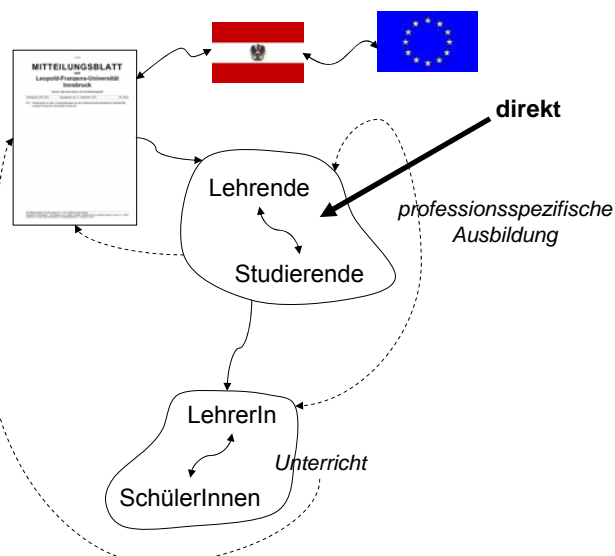 MITTEILUNGSBLATT
Leopold-Franzens-Universität
Innsbruck
direkt
Lehrende
professionsspezifische
Ausbildung
Studierende
LehrerIn
Unterricht
SchülerInnen